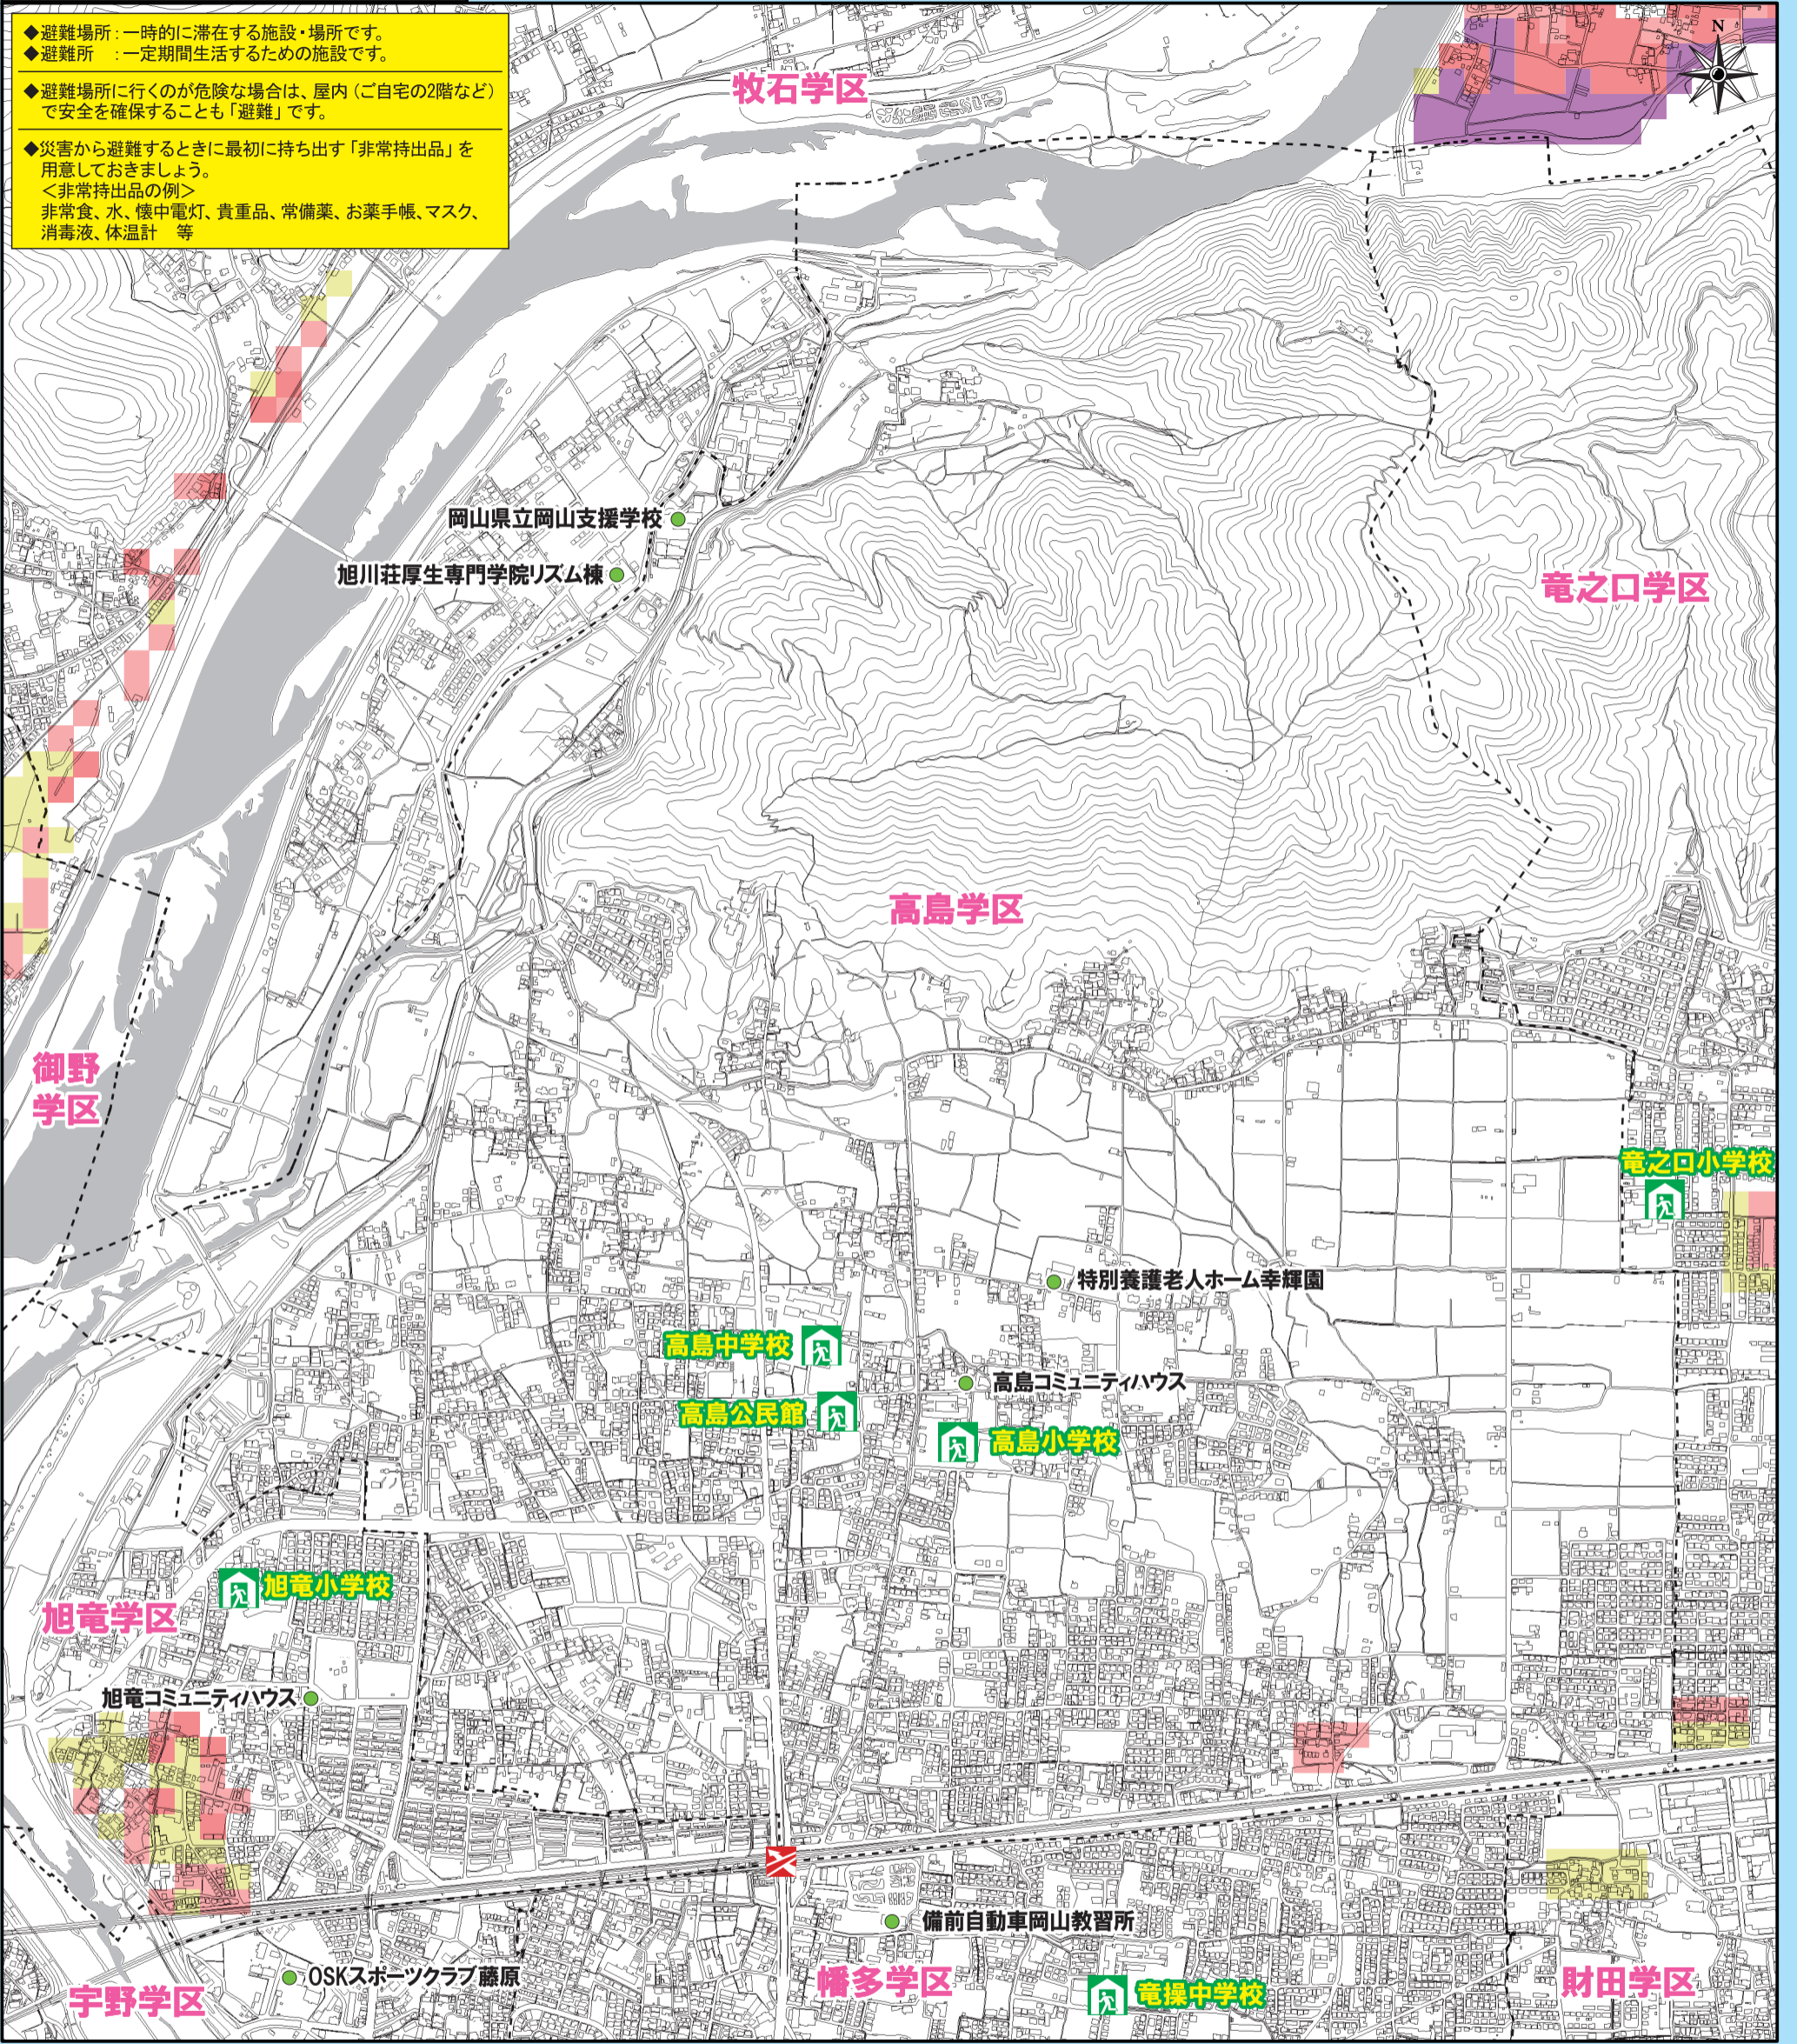 ◆避難場所：一時的に滞在する施設・場所です。
◆避難所　：一定期間生活するための施設です。
◆避難場所に行くのが危険な場合は、屋内（ご自宅の2階など）
で安全を確保することも「避難」です。
◆災害から避難するときに最初に持ち出す「非常持出品」を
用意しておきましょう。
＜非常持出品の例＞
非常食、水、懐中電灯、貴重品、常備薬、お薬手帳、マスク、
消毒液、体温計　等
N
牧石学区
岡山県立岡山支援学校
旭川荘厚生専門学院リズム棟
竜之口学区
高島学区
御野
学区
竜之口小学校
特別養護老人ホーム幸輝園
高島中学校
高島コミュニティハウス
高島公民館
高島小学校
旭竜小学校
旭竜学区
旭竜コミュニティハウス
備前自動車岡山教習所
OSKスポーツクラブ藤原
宇野学区
幡多学区
竜操中学校
財田学区